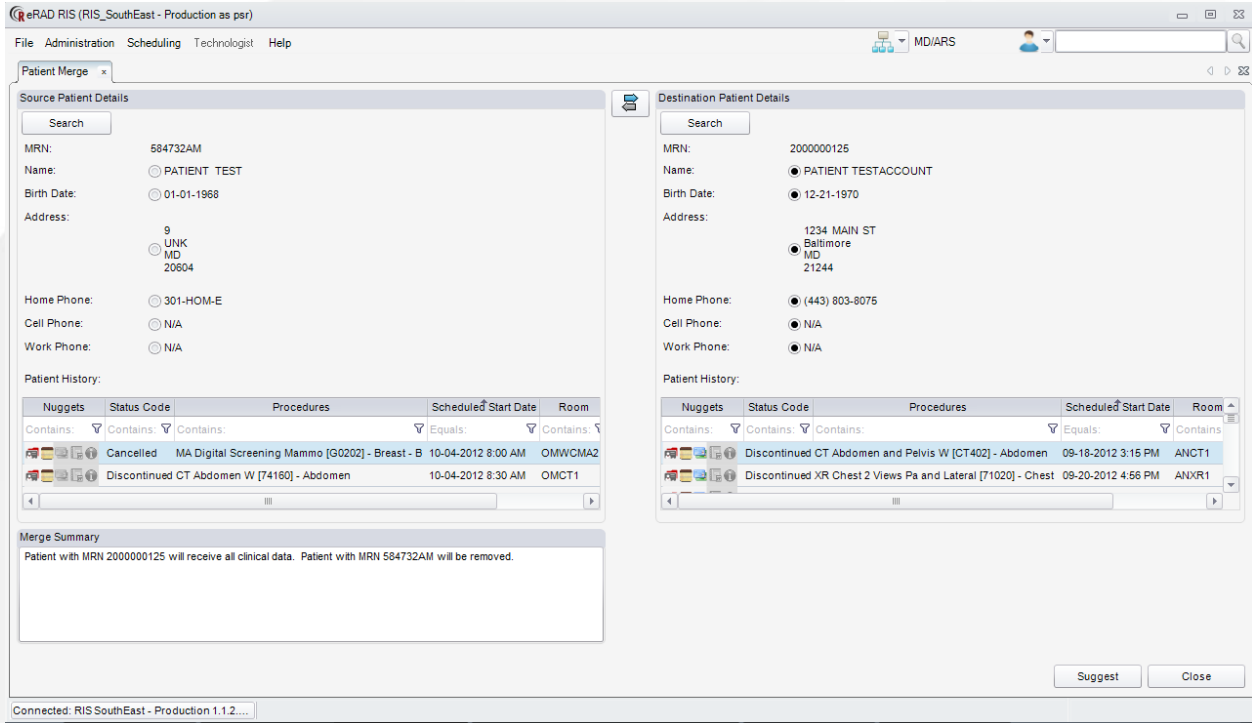 eRAD RIS (RIS_SouthEast - Production as psr)
File Administration Scheduling Technologist Help
MD/ARS
Patient Merge x
Source Patient Details
Search
MRN: 584732AM
Name: PATIENT TEST
Birth Date: 01-01-1968
Address:
9
UNK
MD
20604
Home Phone: 301-HOM-E
Cell Phone: N/A
Work Phone: N/A
Patient History:
Nuggets Status Code Procedures Scheduled Start Date Room
Contains: Contains: Contains: Equals: Contains:
Cancelled MA Digital Screening Mammo [G0202] - Breast - B 10-04-2012 8:00 AM OMWCMA2
Discontinued CT Abdomen W [74160] - Abdomen 10-04-2012 8:30 AM OMCT1
Destination Patient Details
Search
MRN: 2000000125
Name: PATIENT TESTACCOUNT
Birth Date: 12-21-1970
Address:
1234 MAIN ST
Baltimore
MD
21244
Home Phone: (443) 803-8075
Cell Phone: N/A
Work Phone: N/A
Patient History:
Nuggets Status Code Procedures Scheduled Start Date Room
Contains: Contains: Contains: Equals: Contains
Discontinued CT Abdomen and Pelvis W [CT402] - Abdomen 09-18-2012 3:15 PM ANCT1
Discontinued XR Chest 2 Views Pa and Lateral [71020] - Chest 09-20-2012 4:56 PM ANXR1
Merge Summary
Patient with MRN 2000000125 will receive all clinical data. Patient with MRN 584732AM will be removed.
Suggest Close
Connected: RIS SouthEast - Production 1.1.2....